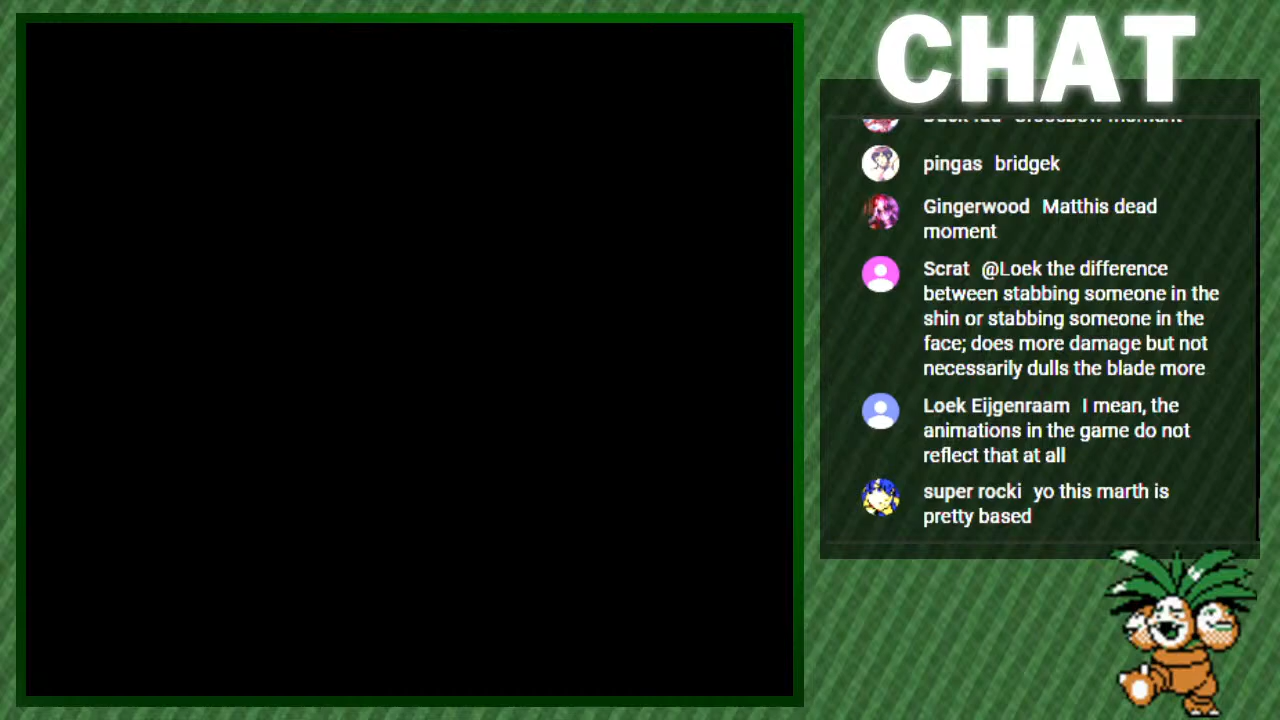 CHAT
pingas bridgek
Gingerwood Matthis dead
moment
Scrat @Loek the difference
between stabbing someone in the
shin or stabbing someone in the
face; does more damage but not
necessarily dulls the blade more
Loek Eijgenraam I mean, the
animations in the game do not
reflect that at all
super rocki yo this marth is
pretty based